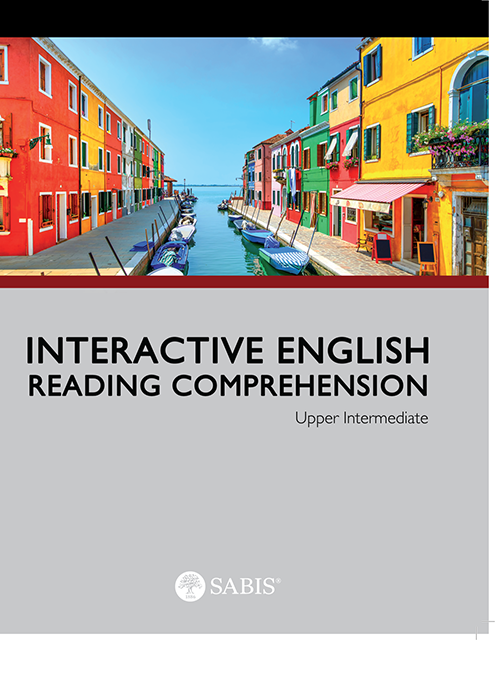 INTERACTIVE ENGLISH
READING COMPREHENSION
Upper Intermediate
SABIS®